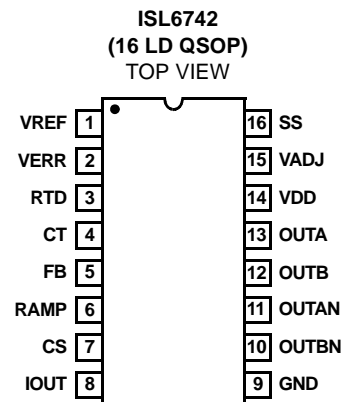 ISL6742
(16 LD QSOP)
TOP VIEW
VREF 1 16 SS
VERR 2 15 VADJ
RTD 3 14 VDD
CT 4 13 OUTA
FB 5 12 OUTB
RAMP 6 11 OUTAN
CS 7 10 OUTBN
IOUT 8 9 GND